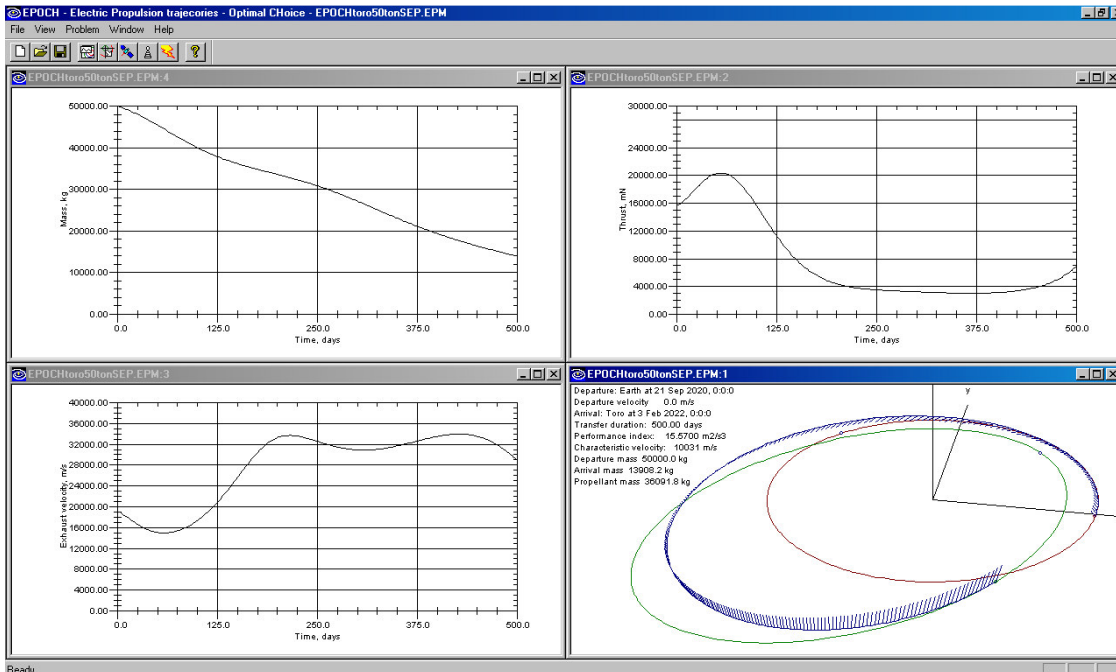 EPOCH - Electric Propulsion trajecories - Optimal CHoice - EPOCHtoro50tonSEP.EPM
File View Problem Window Help
EPOCHtoro50tonSEP.EPM:4
50000.00
40000.00
30000.00
20000.00
10000.00
0.00
Mass, kg
0.0 125.0 250.0 375.0 500.0
Time, days
EPOCHtoro50tonSEP.EPM:2
30000.00
28000.00
24000.00
20000.00
16000.00
12000.00
8000.00
4000.00
0.00
Thrust, mN
0.0 125.0 250.0 375.0 500.0
Time, days
EPOCHtoro50tonSEP.EPM:3
40000.00
36000.00
32000.00
28000.00
24000.00
20000.00
16000.00
12000.00
8000.00
4000.00
0.00
Exhaust velocity, m/s
0.0 125.0 250.0 375.0 500.0
Time, days
EPOCHtoro50tonSEP.EPM:1
Departure: Earth at 21 Sep 2020, 0:0:0
Departure velocity 0.0 m/s
Arrival: Toro at 3 Feb 2022, 0:0:0
Transfer duration: 500.00 days
Performance index: 15.5700 m2/s3
Characteristic velocity: 10031 m/s
Departure mass 50000.0 kg
Arrival mass 13908.2 kg
Propellant mass 36091.8 kg
y
Ready